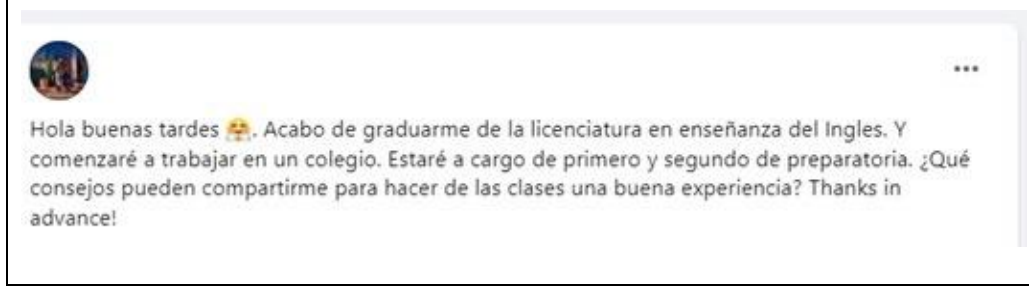 Hola buenas tardes 😤. Acabo de graduarme de la licenciatura en enseñanza del Ingles. Y
comenzaré a trabajar en un colegio. Estaré a cargo de primero y segundo de preparatoria. ¿Qué
consejos pueden compartirme para hacer de las clases una buena experiencia? Thanks in
advance!